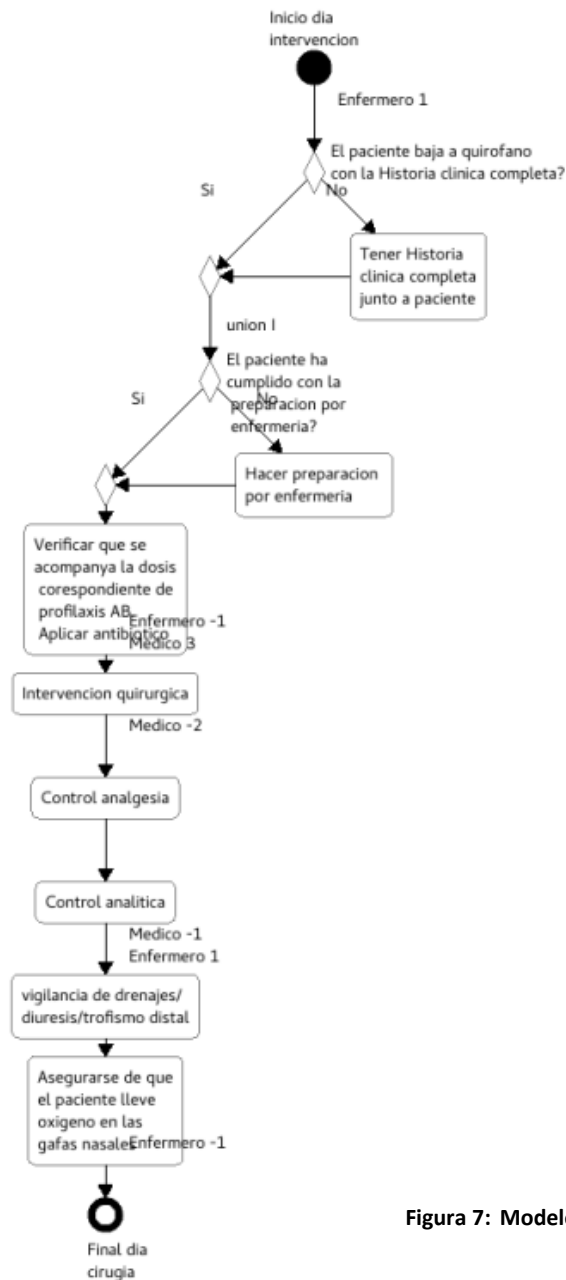 Inicio dia
intervencion
Enfermero 1
El paciente baja a quirofano
con la Historia clinica completa?
Si
No
Tener Historia
clinica completa
junto a paciente
union I
El paciente ha
cumplido con la
preparacion por
enfermeria?
Si
No
Hacer preparacion
por enfermeria
Verificar que se
acompanya la dosis
corespondiente de
profilaxis AB.
Aplicar antibiotico
Enfermero -1
Medico 3
Intervencion quirurgica
Medico -2
Control analgesia
Control analitica
Medico -1
Enfermero 1
vigilancia de drenajes/
diuresis/trofismo distal
Asegurarse de que
el paciente lleve
oxigeno en las
gafas nasales
Enfermero -1
Final dia
cirugia
Figura 7: Modelo